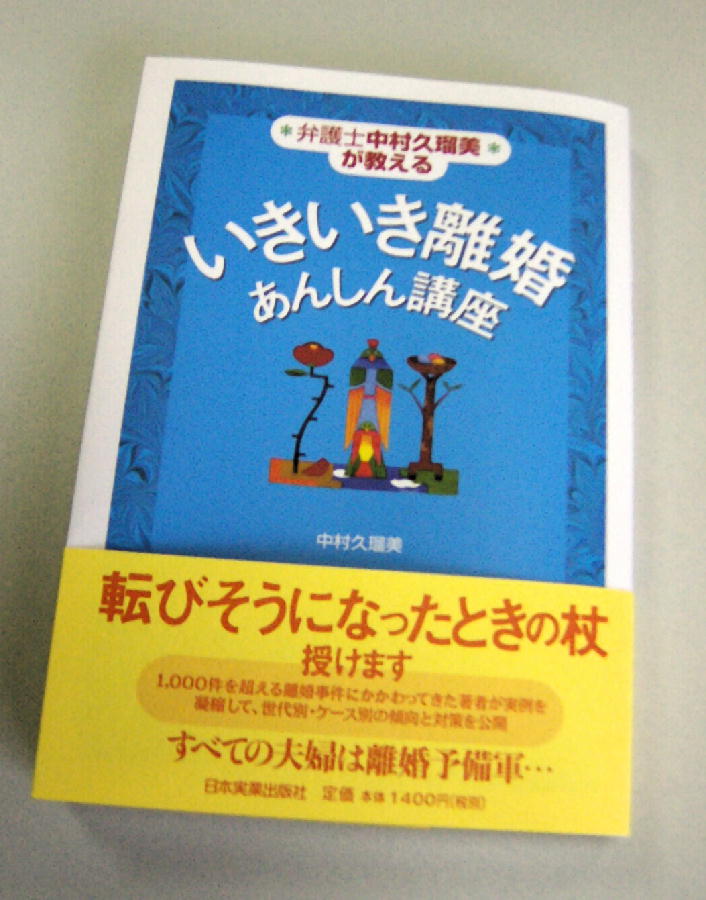 ＊弁護士中村久瑠美＊
が教える
いきいき離婚
あんしん講座
中村久瑠美
転びそうになったときの杖
授けます
1,000件を超える離婚事件にかかわってきた著者が実例を
凝縮して、世代別・ケース別の傾向と対策を公開
すべての夫婦は離婚予備軍…
日本実業出版社 定価 本体1400円(税別)